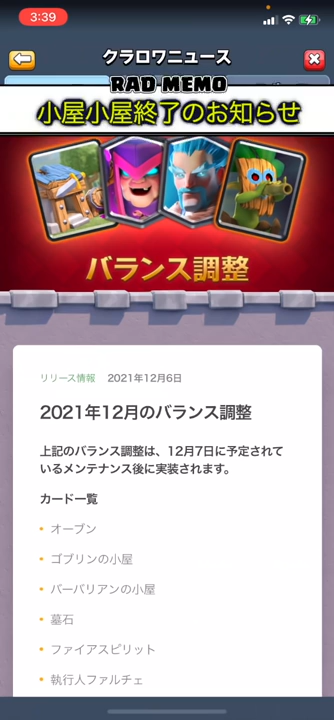 3:39
クラロワニュース
RAD MEMO
小屋小屋終了のお知らせ
バランス調整
リリース情報 2021年12月6日
2021年12月のバランス調整
上記のバランス調整は、12月7日に予定されて
いるメンテナンス後に実装されます。
カード一覧
• オーブン
• ゴブリンの小屋
• バーバリアンの小屋
• 墓石
• ファイアスピリット
• 執行人ファルチェ